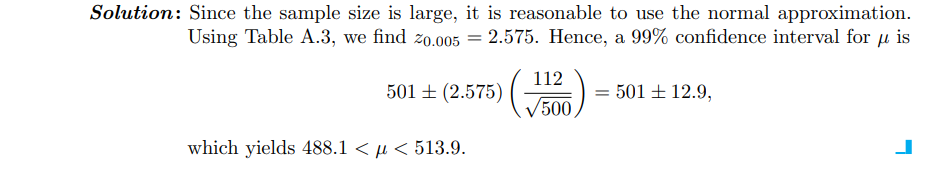 Solution: Since the sample size is large, it is reasonable to use the normal approximation.
Using Table A.3, we find z0.005 = 2.575. Hence, a 99% confidence interval for μ is
501 ± (2.575) (112/√500) = 501 ± 12.9,
which yields 488.1 < μ < 513.9.